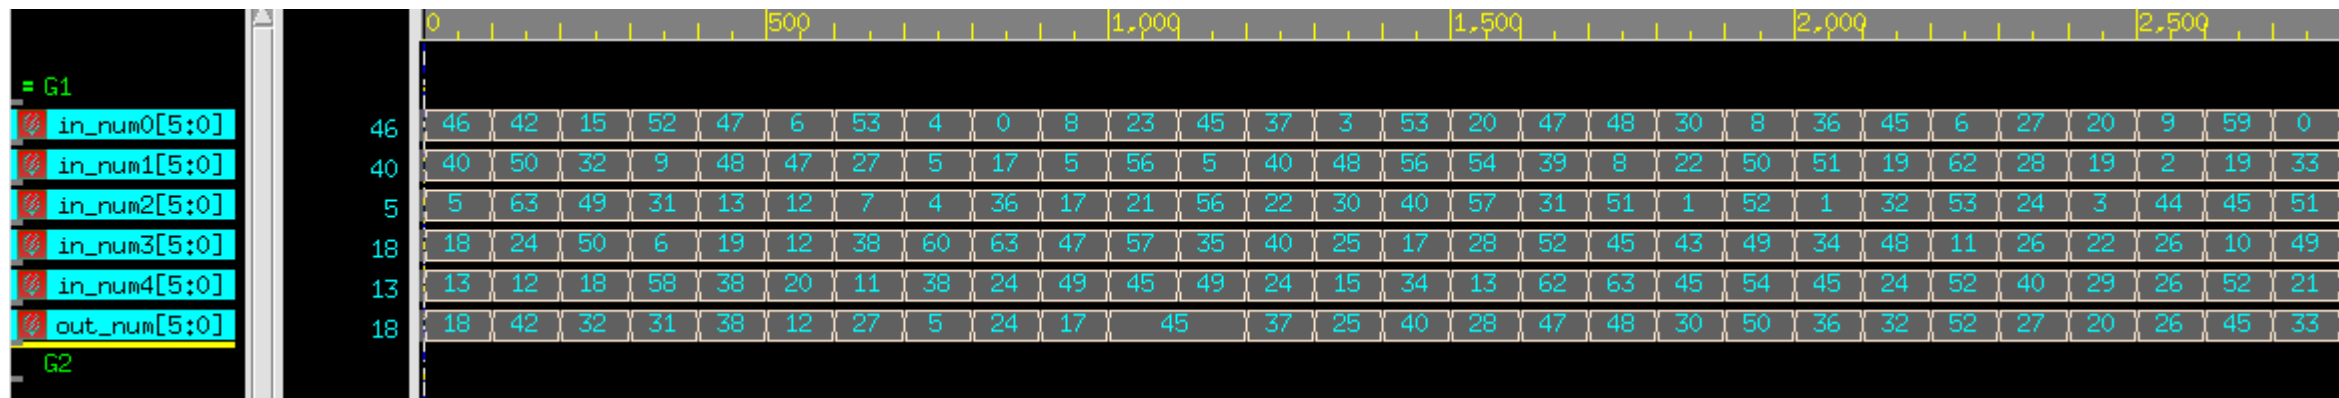 0 500 1,000 1,500 2,000 2,500
= G1
in_num0[5:0] 46 46 42 15 52 47 6 53 4 0 8 23 45 37 3 53 20 47 48 30 8 36 45 6 27 20 9 59 0
in_num1[5:0] 40 40 50 32 9 48 47 27 5 17 5 56 5 40 48 56 54 39 8 22 50 51 19 62 28 19 2 19 33
in_num2[5:0] 5 5 63 49 31 13 12 7 4 36 17 21 56 22 30 40 57 31 51 1 52 1 32 53 24 3 44 45 51
in_num3[5:0] 18 18 24 50 6 19 12 38 60 63 47 57 35 40 25 17 28 52 45 43 49 34 48 11 26 22 26 10 49
in_num4[5:0] 13 13 12 18 58 38 20 11 38 24 49 45 49 24 15 34 13 62 63 45 54 45 24 52 40 29 26 52 21
out_num[5:0] 18 18 42 32 31 38 12 27 5 24 17 45 37 25 40 28 47 48 30 50 36 32 52 27 20 26 45 33
G2